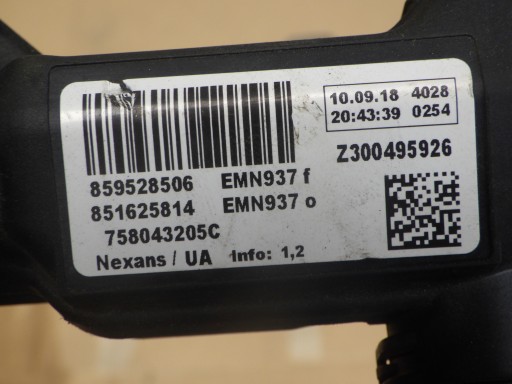 10.09.18 4028
20:43:39 0254
Z300495926
859528506 EMN937 f
851625814 EMN937 o
758043205C
Nexans / UA Info: 1,2